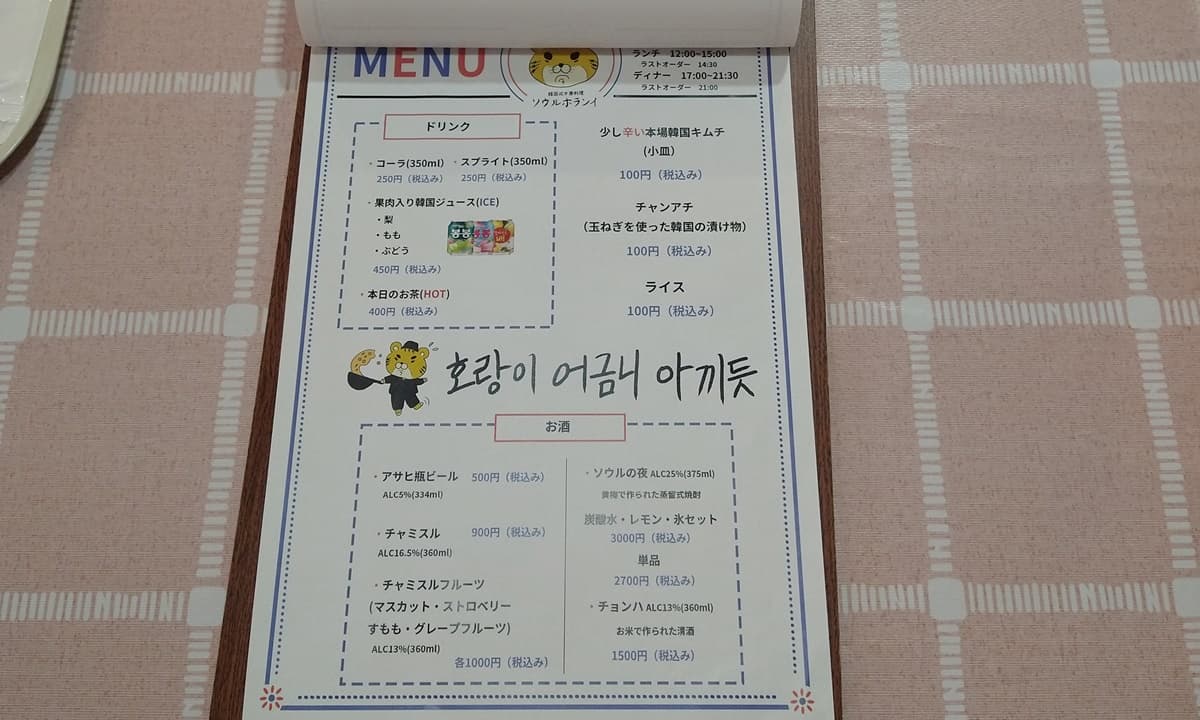 MENU
ランチ 12:00~15:00
ラストオーダー 14:30
ディナー 17:00~21:30
ラストオーダー 21:00
ソウルホランイ
ドリンク
・コーラ(350ml) ・スプライト(350ml)
250円（税込み） 250円（税込み）
・果肉入り韓国ジュース(ICE)
・梨
・もも
・ぶどう
450円（税込み）
・本日のお茶(HOT)
400円（税込み）
少し辛い本場韓国キムチ
(小皿)
100円（税込み）
チャンアチ
(玉ねぎを使った韓国の漬け物)
100円（税込み）
ライス
100円（税込み）
호랑이 어금니 아끼듯
お酒
・アサヒ瓶ビール 500円（税込み）
ALC5%(334ml)
・チャミスル 900円（税込み）
ALC16.5%(360ml)
・チャミスルフルーツ
(マスカット・ストロベリー
すもも・グレープフルーツ)
ALC13%(360ml)
各1000円（税込み）
・ソウルの夜 ALC25%(375ml)
黄梅で作られた蒸留式焼酎
炭酸水・レモン・氷セット
3000円（税込み）
単品
2700円（税込み）
・チョンハ ALC13%(360ml)
お米で作られた清酒
1500円（税込み）